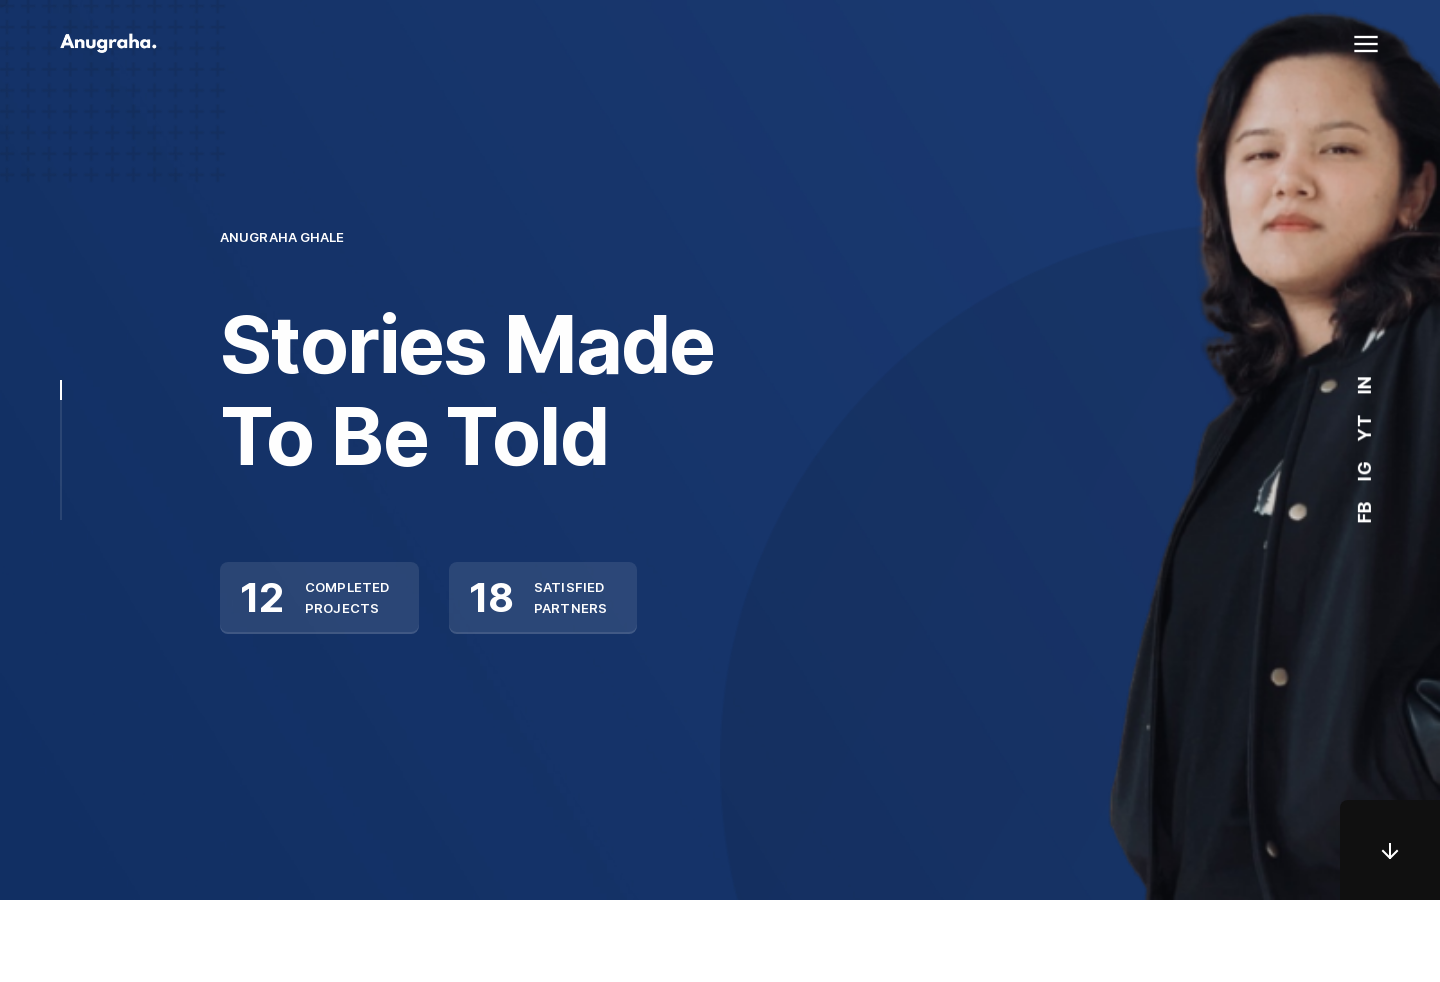 Anugraha.
ANUGRAHA GHALE
Stories Made
To Be Told
12
COMPLETED
PROJECTS
18
SATISFIED
PARTNERS
FB IG YT IN